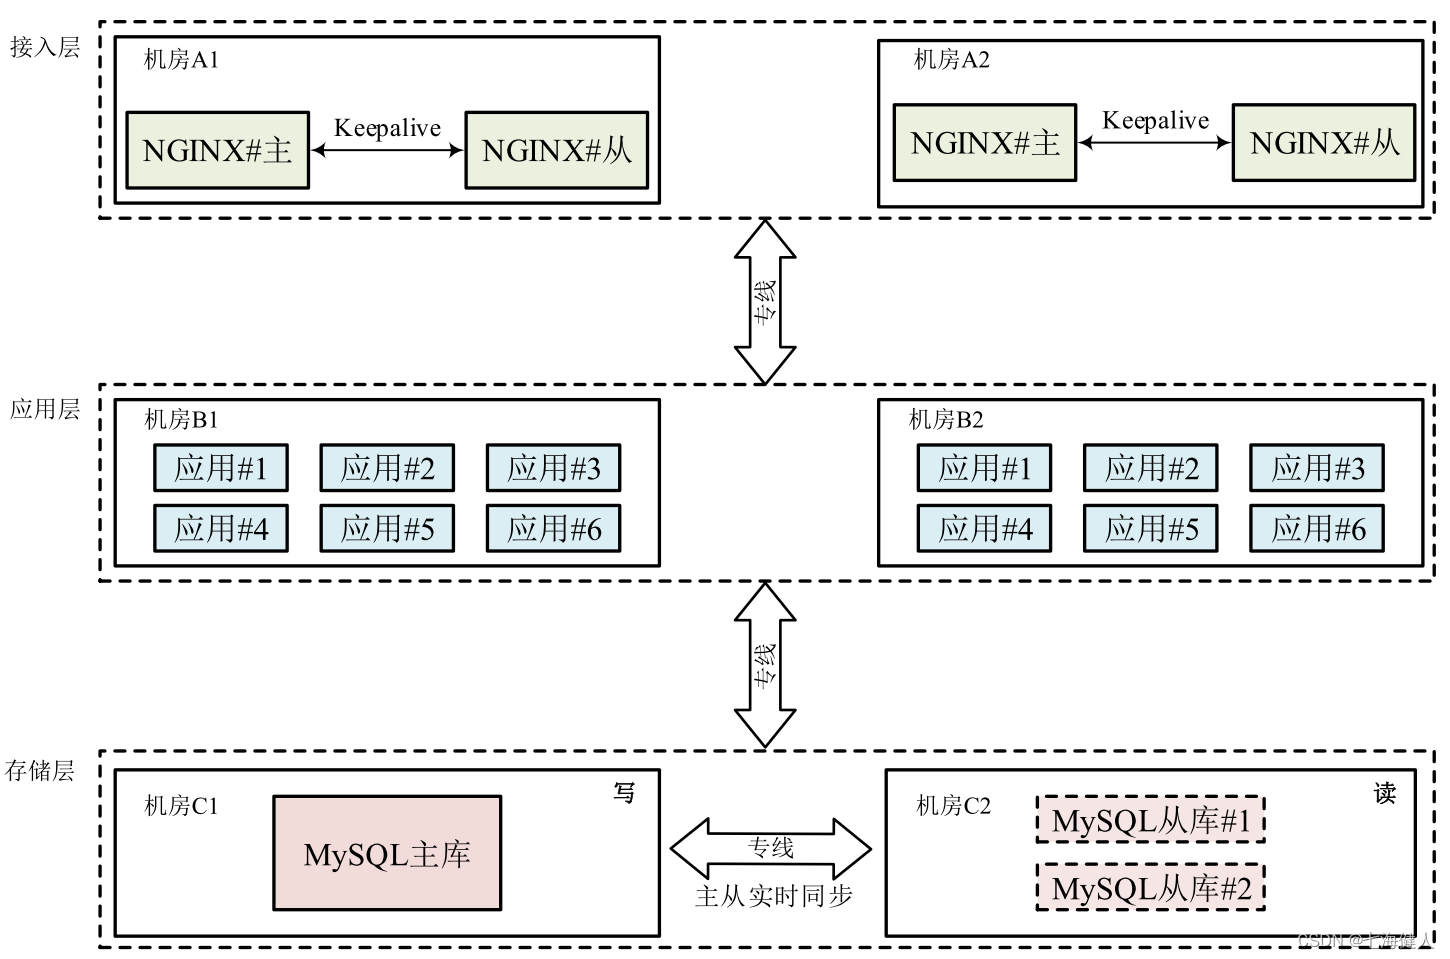 接入层
机房A1
机房A2
NGINX#主
Keepalive
NGINX#从
NGINX#主
Keepalive
NGINX#从
专线
应用层
机房B1
机房B2
应用#1
应用#2
应用#3
应用#1
应用#2
应用#3
应用#4
应用#5
应用#6
应用#4
应用#5
应用#6
专线
存储层
机房C1
写
MySQL主库
专线
主从实时同步
机房C2
读
MySQL从库#1
MySQL从库#2
CSDN @七海健人